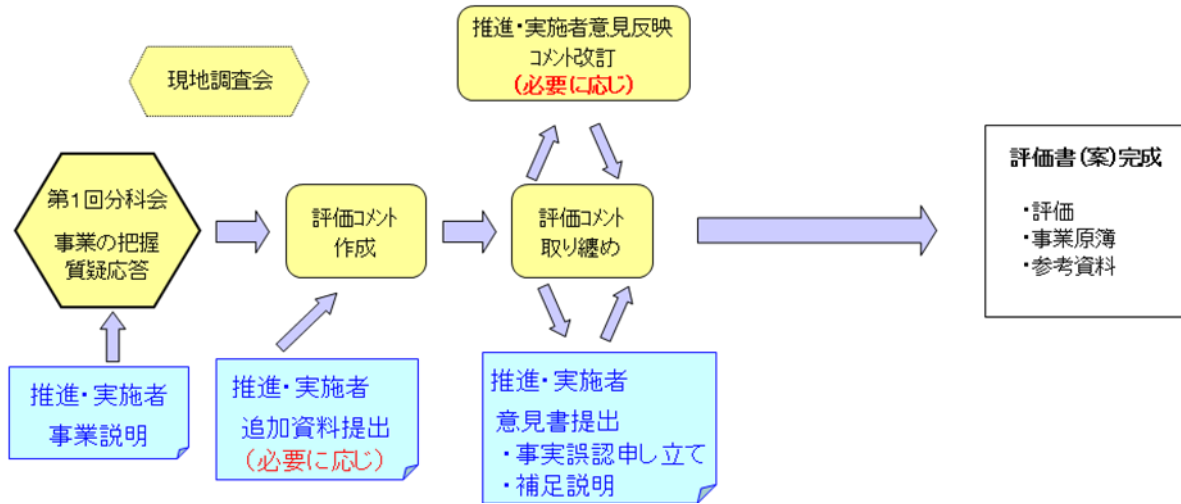 現地調査会
推進・実施者意見反映
コメント改訂
(必要に応じ)
第1回分科会
事業の把握
質疑応答
評価コメント
作成
評価コメント
取り纏め
評価書(案)完成
・評価
・事業原簿
・参考資料
推進・実施者
事業説明
推進・実施者
追加資料提出
(必要に応じ)
推進・実施者
意見書提出
・事実誤認申し立て
・補足説明